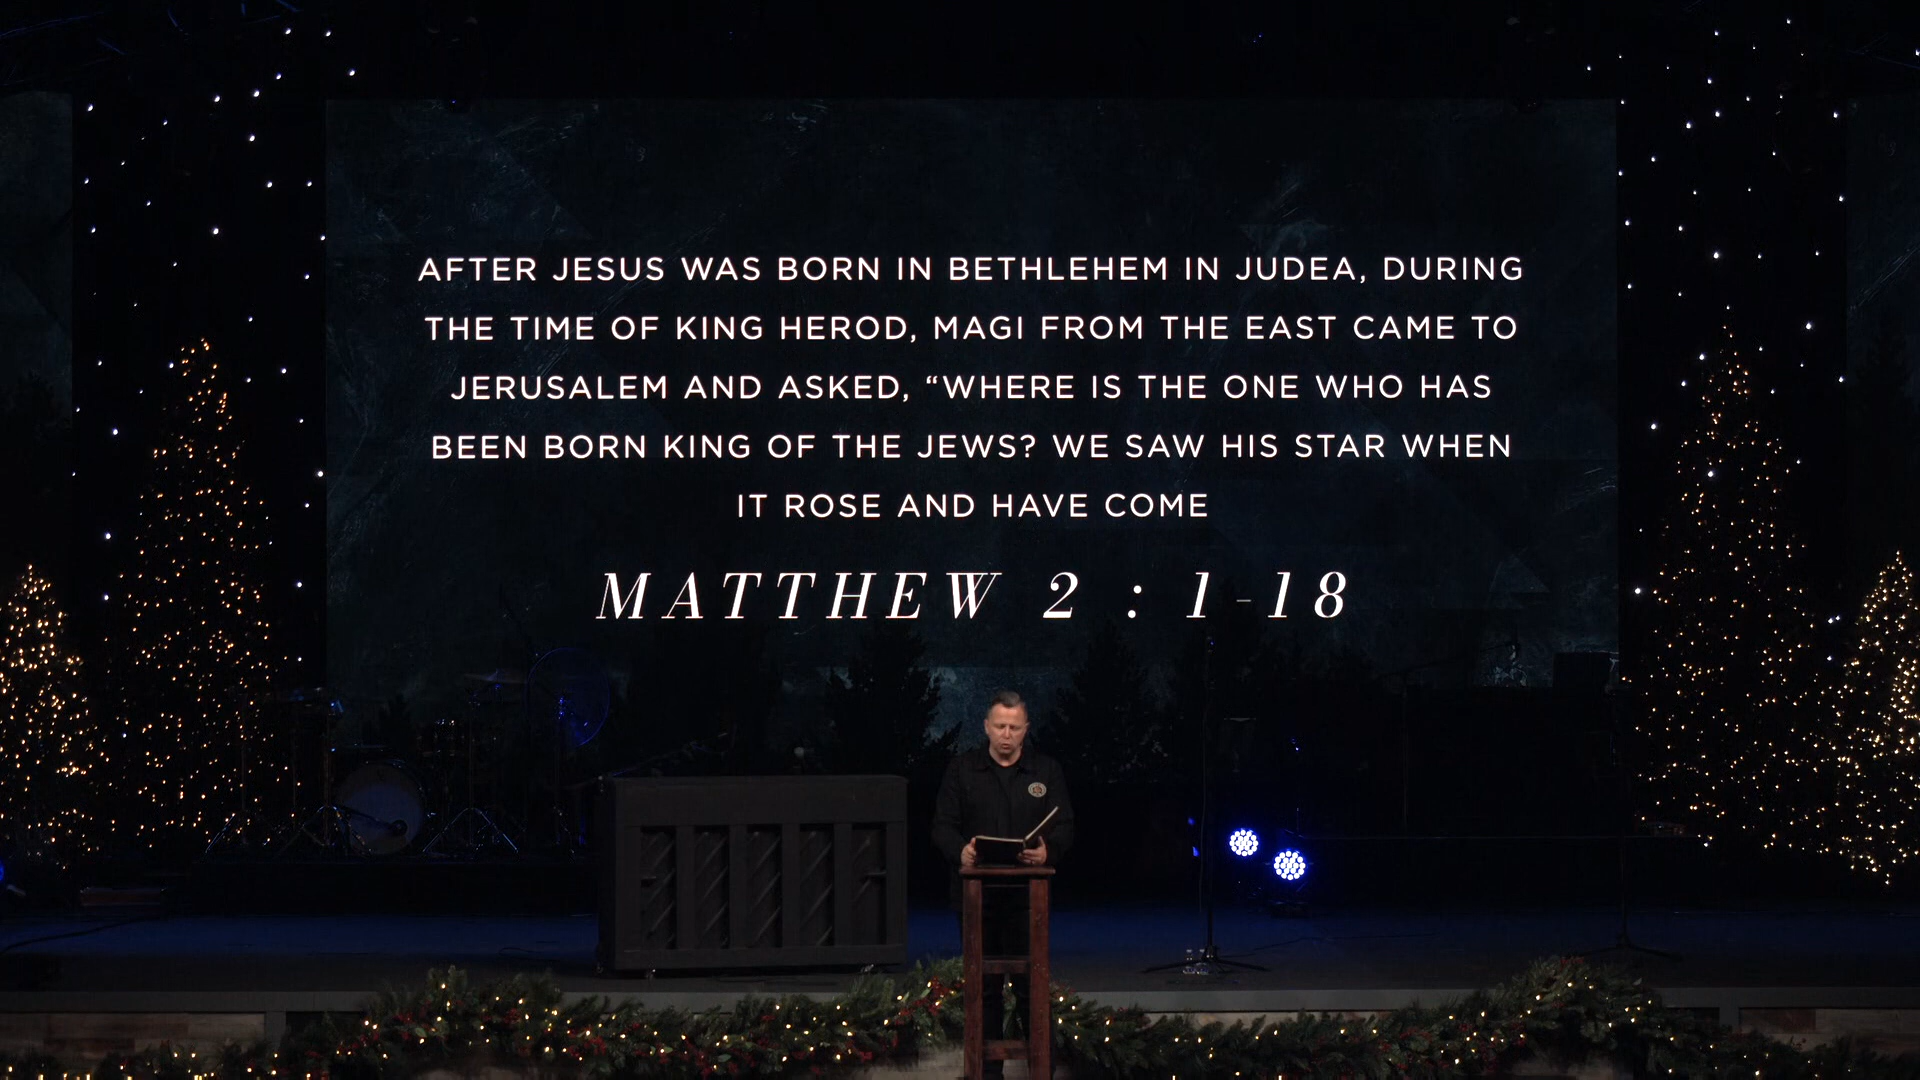 AFTER JESUS WAS BORN IN BETHLEHEM IN JUDEA, DURING
THE TIME OF KING HEROD, MAGI FROM THE EAST CAME TO
JERUSALEM AND ASKED, “WHERE IS THE ONE WHO HAS
BEEN BORN KING OF THE JEWS? WE SAW HIS STAR WHEN
IT ROSE AND HAVE COME
MATTHEW 2 : 1-18